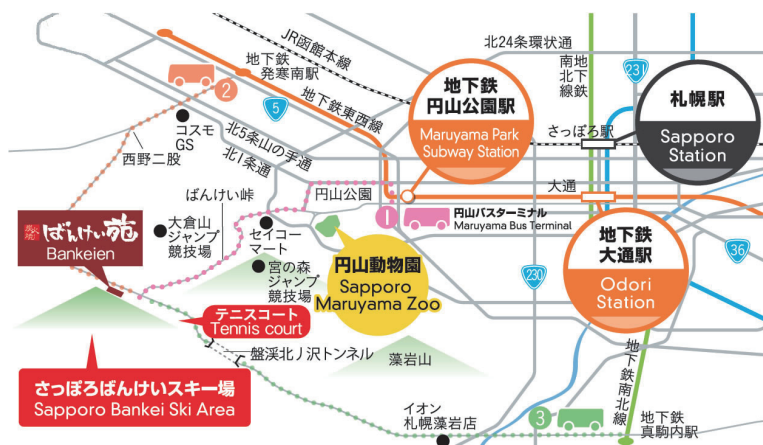 JR函館本線
北24条環状通
地下鉄
発寒南駅
2
5
地下鉄東西線
コスモ
GS
北5条山の手通
北1条通
西野二股
地下鉄
円山公園駅
Maruyama Park
Subway Station
南北線
地下鉄
231
札幌駅
Sapporo
Station
さっぽろ駅
円山公園
大通
ばんけい峠
1
円山バスターミナル
Maruyama Bus Terminal
ばんけい苑
Bankeien
大倉山
ジャンプ
競技場
セイコー
マート
宮の森
ジャンプ
競技場
円山動物園
Sapporo
Maruyama Zoo
地下鉄
大通駅
Odori
Station
36
230
テニスコート
Tennis court
盤渓北ノ沢トンネル
藻岩山
さっぽろばんけいスキー場
Sapporo Bankei Ski Area
地下鉄南北線
イオン
札幌藻岩店
3
地下鉄
真駒内駅